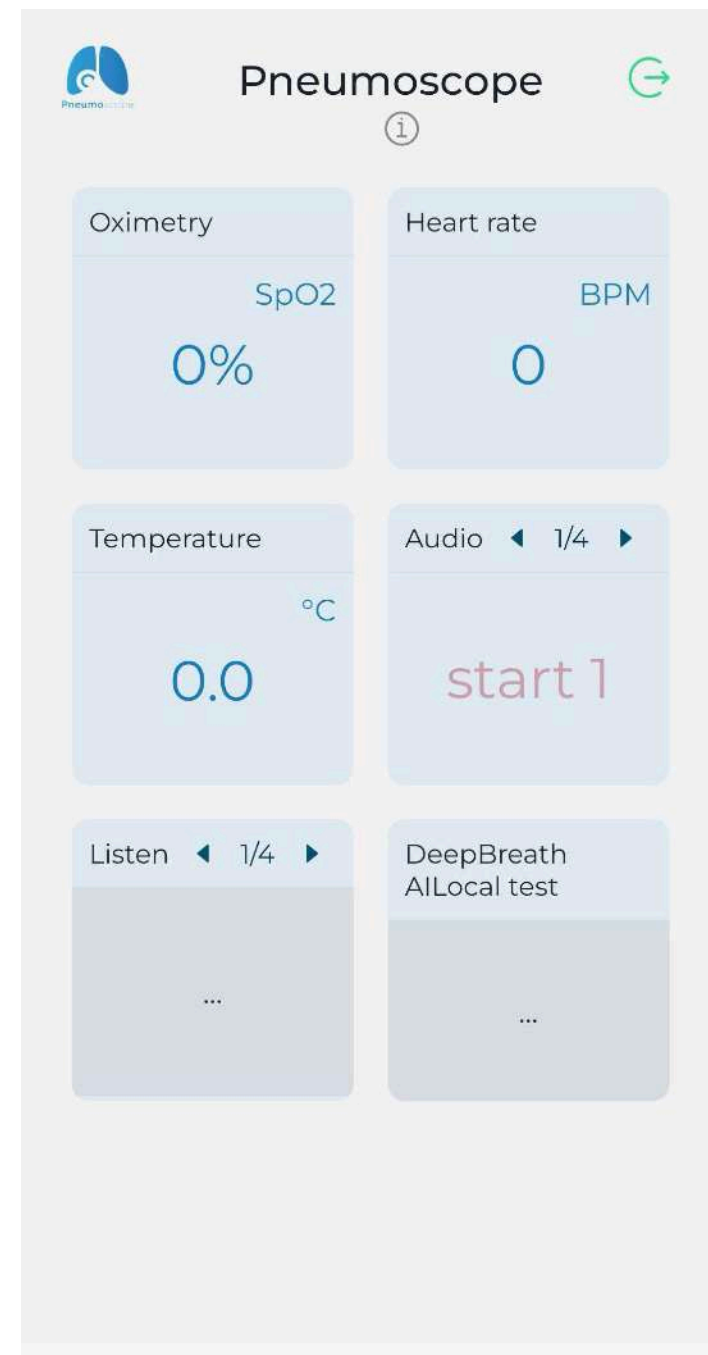 Pneumoscope
Pneumoscope
i
Oximetry
SpO2
0%
Heart rate
BPM
0
Temperature
°C
0.0
Audio 1/4
start 1
Listen 1/4
...
DeepBreath
AILocal test
...